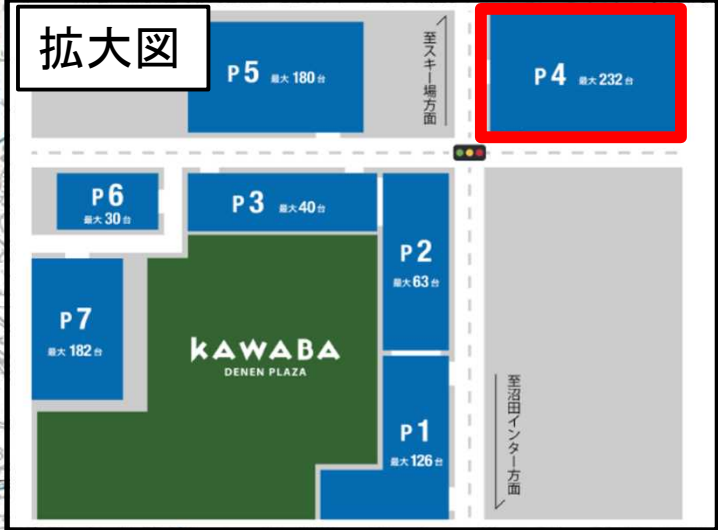 拡大図
P5 最大180台
至スキー場方面
P4 最大232台
P6
最大30台
P3 最大40台
P2
最大63台
P7
最大182台
KAWABA
DENEN PLAZA
至沼田インター方面
P1
最大126台